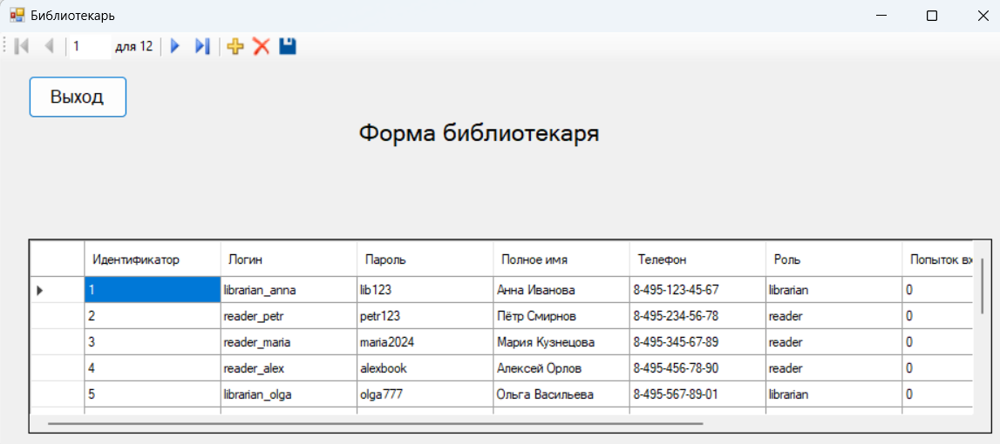 Библиотекарь
1 для 12
Выход
Форма библиотекаря
Идентификатор Логин Пароль Полное имя Телефон Роль Попыток вх
1 librarian_anna lib123 Анна Иванова 8-495-123-45-67 librarian 0
2 reader_petr petr123 Пётр Смирнов 8-495-234-56-78 reader 0
3 reader_maria maria2024 Мария Кузнецова 8-495-345-67-89 reader 0
4 reader_alex alexbook Алексей Орлов 8-495-456-78-90 reader 0
5 librarian_olga olga777 Ольга Васильева 8-495-567-89-01 librarian 0